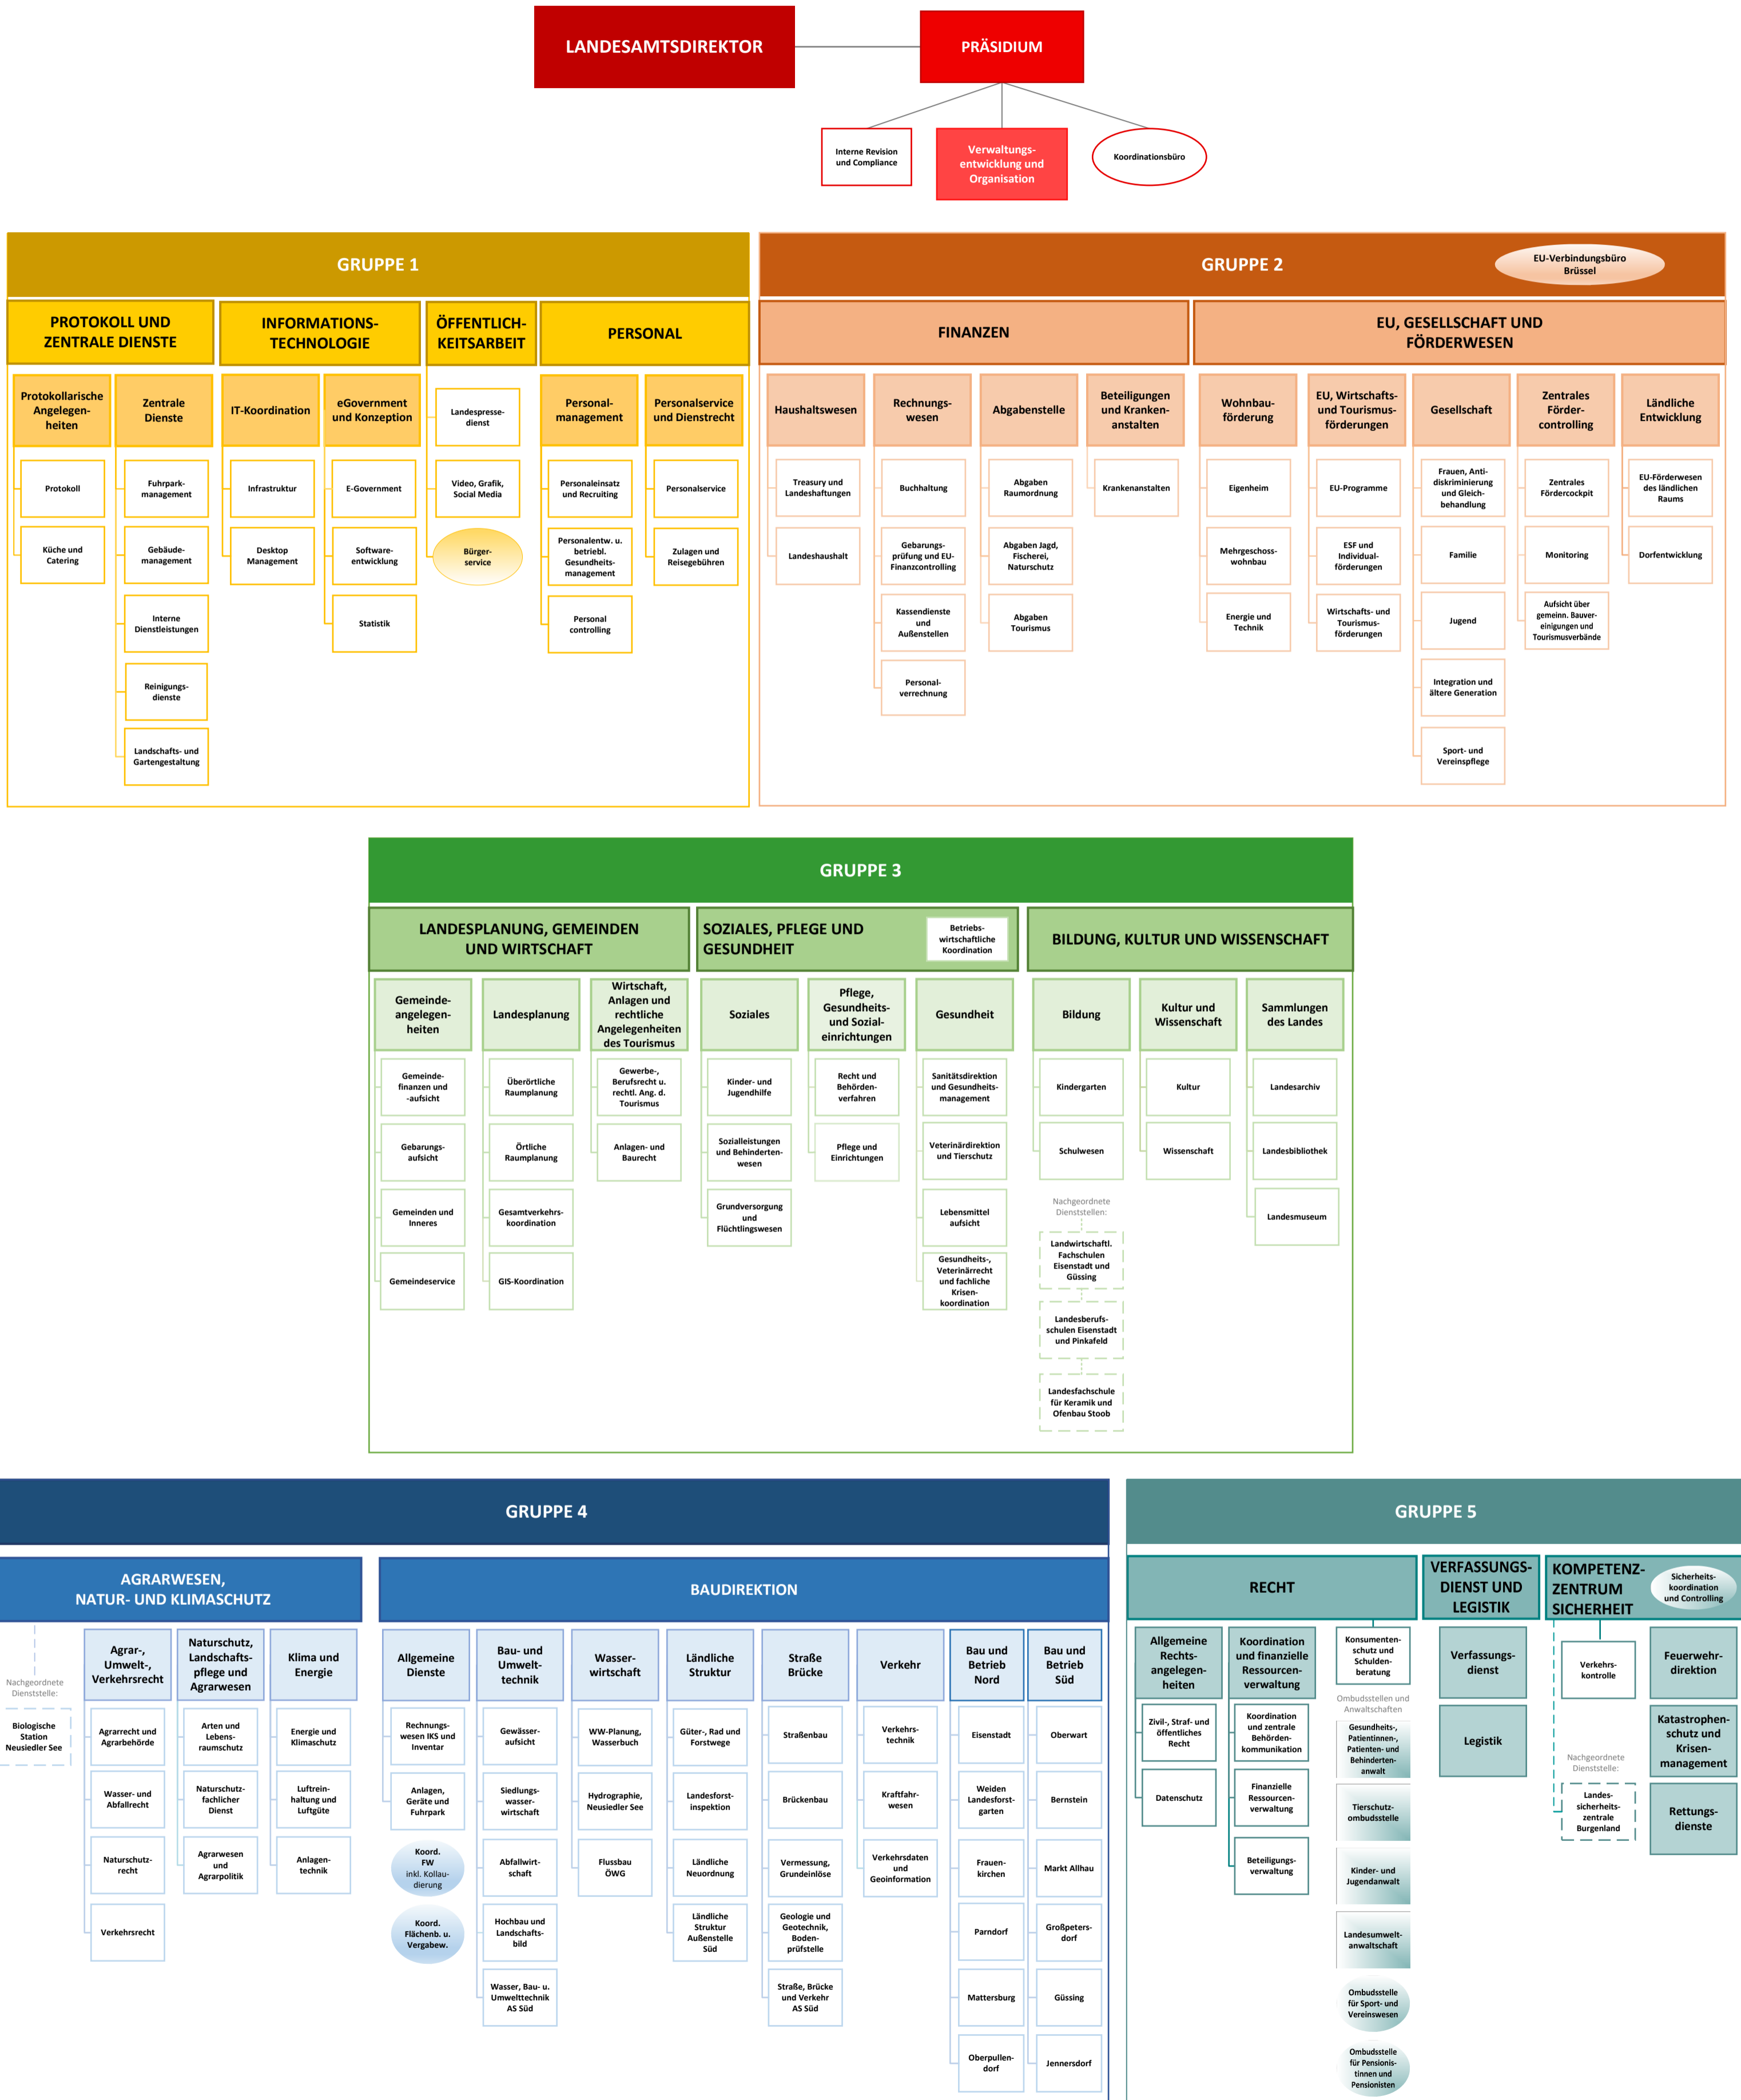 LANDESAMTSDIREKTOR
PRÄSIDIUM
Interne Revision
und Compliance
Verwaltungs-
entwicklung und
Organisation
Koordinationsbüro
GRUPPE 1
PROTOKOLL UND
ZENTRALE DIENSTE
INFORMATIONS-
TECHNOLOGIE
ÖFFENTLICH-
KEITSARBEIT
PERSONAL
Protokollarische
Angelegen-
heiten
Protokoll
Küche und
Catering
Zentrale
Dienste
Fuhrpark-
management
Gebäude-
management
Interne
Dienstleistungen
Reinigungs-
dienste
Landschafts- und
Gartengestaltung
IT-Koordination
Infrastruktur
Desktop
Management
eGovernment
und Konzeption
E-Government
Software-
entwicklung
Statistik
Landespresse-
dienst
Video, Grafik,
Social Media
Bürger-
service
Personal-
management
Personaleinsatz
und Recruiting
Personalentw. u.
betriebl.
Gesundheits-
management
Personal
controlling
Personalservice
und Dienstrecht
Personalservice
Zulagen und
Reisegebühren
GRUPPE 2
EU-Verbindungsbüro
Brüssel
FINANZEN
EU, GESELLSCHAFT UND
FÖRDERWESEN
Haushaltswesen
Treasury und
Landeshaftungen
Landeshaushalt
Rechnungs-
wesen
Buchhaltung
Gebarungs-
prüfung und EU-
Finanzcontrolling
Kassendienste
und
Außenstellen
Personal-
verrechnung
Abgabenstelle
Abgaben
Raumordnung
Abgaben Jagd,
Fischerei,
Naturschutz
Abgaben
Tourismus
Beteiligungen
und Kranken-
anstalten
Krankenanstalten
Wohnbau-
förderung
Eigenheim
Mehrgeschoss-
wohnbau
Energie und
Technik
EU, Wirtschafts-
und Tourismus-
förderungen
EU-Programme
ESF und
Individual-
förderungen
Wirtschafts- und
Tourismus-
förderungen
Gesellschaft
Frauen, Anti-
diskriminierung
und Gleich-
behandlung
Familie
Jugend
Integration und
ältere Generation
Sport- und
Vereinspflege
Zentrales
Förder-
controlling
Zentrales
Fördercockpit
Monitoring
Aufsicht über
gemeinn. Bauver-
einigungen und
Tourismusverbände
Ländliche
Entwicklung
EU-Förderwesen
des ländlichen
Raums
Dorfentwicklung
GRUPPE 3
LANDESPLANUNG, GEMEINDEN
UND WIRTSCHAFT
SOZIALES, PFLEGE UND
GESUNDHEIT
Betriebs-
wirtschaftliche
Koordination
BILDUNG, KULTUR UND WISSENSCHAFT
Gemeinde-
angelegen-
heiten
Gemeinde-
finanzen und
-aufsicht
Gebarungs-
aufsicht
Gemeinden und
Inneres
Gemeindeservice
Landesplanung
Überörtliche
Raumplanung
Örtliche
Raumplanung
Gesamtverkehrs-
koordination
GIS-Koordination
Wirtschaft,
Anlagen und
rechtliche
Angelegenheiten
des Tourismus
Gewerbe-,
Berufsrecht u.
rechtl. Ang. d.
Tourismus
Anlagen- und
Baurecht
Soziales
Kinder- und
Jugendhilfe
Sozialleistungen
und Behinderten-
wesen
Grundversorgung
und
Flüchtlingswesen
Pflege,
Gesundheits-
und Sozial-
einrichtungen
Recht und
Behörden-
verfahren
Pflege und
Einrichtungen
Gesundheit
Sanitätsdirektion
und Gesundheits-
management
Veterinärdirektion
und Tierschutz
Lebensmittel
aufsicht
Gesundheits-,
Veterinärrecht
und fachliche
Krisen-
koordination
Bildung
Kindergarten
Schulwesen
Nachgeordnete
Dienststellen:
Landwirtschaftl.
Fachschulen
Eisenstadt und
Güssing
Landesberufs-
schulen Eisenstadt
und Pinkafeld
Landesfachschule
für Keramik und
Ofenbau Stoob
Kultur und
Wissenschaft
Kultur
Wissenschaft
Sammlungen
des Landes
Landesarchiv
Landesbibliothek
Landesmuseum
GRUPPE 4
AGRARWESEN,
NATUR- UND KLIMASCHUTZ
BAUDIREKTION
Nachgeordnete
Dienststelle:
Biologische
Station
Neusiedler See
Agrar-,
Umwelt-,
Verkehrsrecht
Agrarrecht und
Agrarbehörde
Wasser- und
Abfallrecht
Naturschutz-
recht
Verkehrsrecht
Naturschutz,
Landschafts-
pflege und
Agrarwesen
Arten und
Lebens-
raumschutz
Naturschutz-
fachlicher
Dienst
Agrarwesen
und
Agrarpolitik
Klima und
Energie
Energie und
Klimaschutz
Luftrein-
haltung und
Luftgüte
Anlagen-
technik
Allgemeine
Dienste
Rechnungs-
wesen IKS und
Inventar
Anlagen,
Geräte und
Fuhrpark
Koord.
FW
inkl. Kollau-
dierung
Koord.
Flächenb. u.
Vergabew.
Bau- und
Umwelt-
technik
Gewässer-
aufsicht
Siedlungs-
wasser-
wirtschaft
Abfallwirt-
schaft
Hochbau und
Landschafts-
bild
Wasser, Bau- u.
Umwelttechnik
AS Süd
Wasser-
wirtschaft
WW-Planung,
Wasserbuch
Hydrographie,
Neusiedler See
Flussbau
ÖWG
Ländliche
Struktur
Güter-, Rad und
Forstwege
Landesforst-
inspektion
Ländliche
Neuordnung
Ländliche
Struktur
Außenstelle
Süd
Straße
Brücke
Straßenbau
Brückenbau
Vermessung,
Grundeinlöse
Geologie und
Geotechnik,
Boden-
prüfstelle
Straße, Brücke
und Verkehr
AS Süd
Verkehr
Verkehrs-
technik
Kraftfahr-
wesen
Verkehrsdaten
und
Geoinformation
Bau und
Betrieb
Nord
Eisenstadt
Weiden
Landesforst-
garten
Frauen-
kirchen
Parndorf
Mattersburg
Oberpullen-
dorf
Bau und
Betrieb
Süd
Oberwart
Bernstein
Markt Allhau
Großpeters-
dorf
Güssing
Jennersdorf
GRUPPE 5
RECHT
VERFASSUNGS-
DIENST UND
LEGISTIK
KOMPETENZ-
ZENTRUM
SICHERHEIT
Sicherheits-
koordination
und Controlling
Allgemeine
Rechts-
angelegen-
heiten
Zivil-, Straf- und
öffentliches
Recht
Datenschutz
Koordination
und finanzielle
Ressourcen-
verwaltung
Koordination
und zentrale
Behörden-
kommunikation
Finanzielle
Ressourcen-
verwaltung
Beteiligungs-
verwaltung
Konsumenten-
schutz und
Schulden-
beratung
Ombudsstellen und
Anwaltschaften
Gesundheits-,
Patientinnen-,
Patienten- und
Behinderten-
anwalt
Tierschutz-
ombudsstelle
Kinder- und
Jugendanwalt
Landesumwelt-
anwaltschaft
Ombudsstelle
für Sport- und
Vereinswesen
Ombudsstelle
für Pensionis-
tinnen und
Pensionisten
Verfassungs-
dienst
Legistik
Verkehrs-
kontrolle
Nachgeordnete
Dienststelle:
Landes-
sicherheits-
zentrale
Burgenland
Feuerwehr-
direktion
Katastrophen-
schutz und
Krisen-
management
Rettungs-
dienste